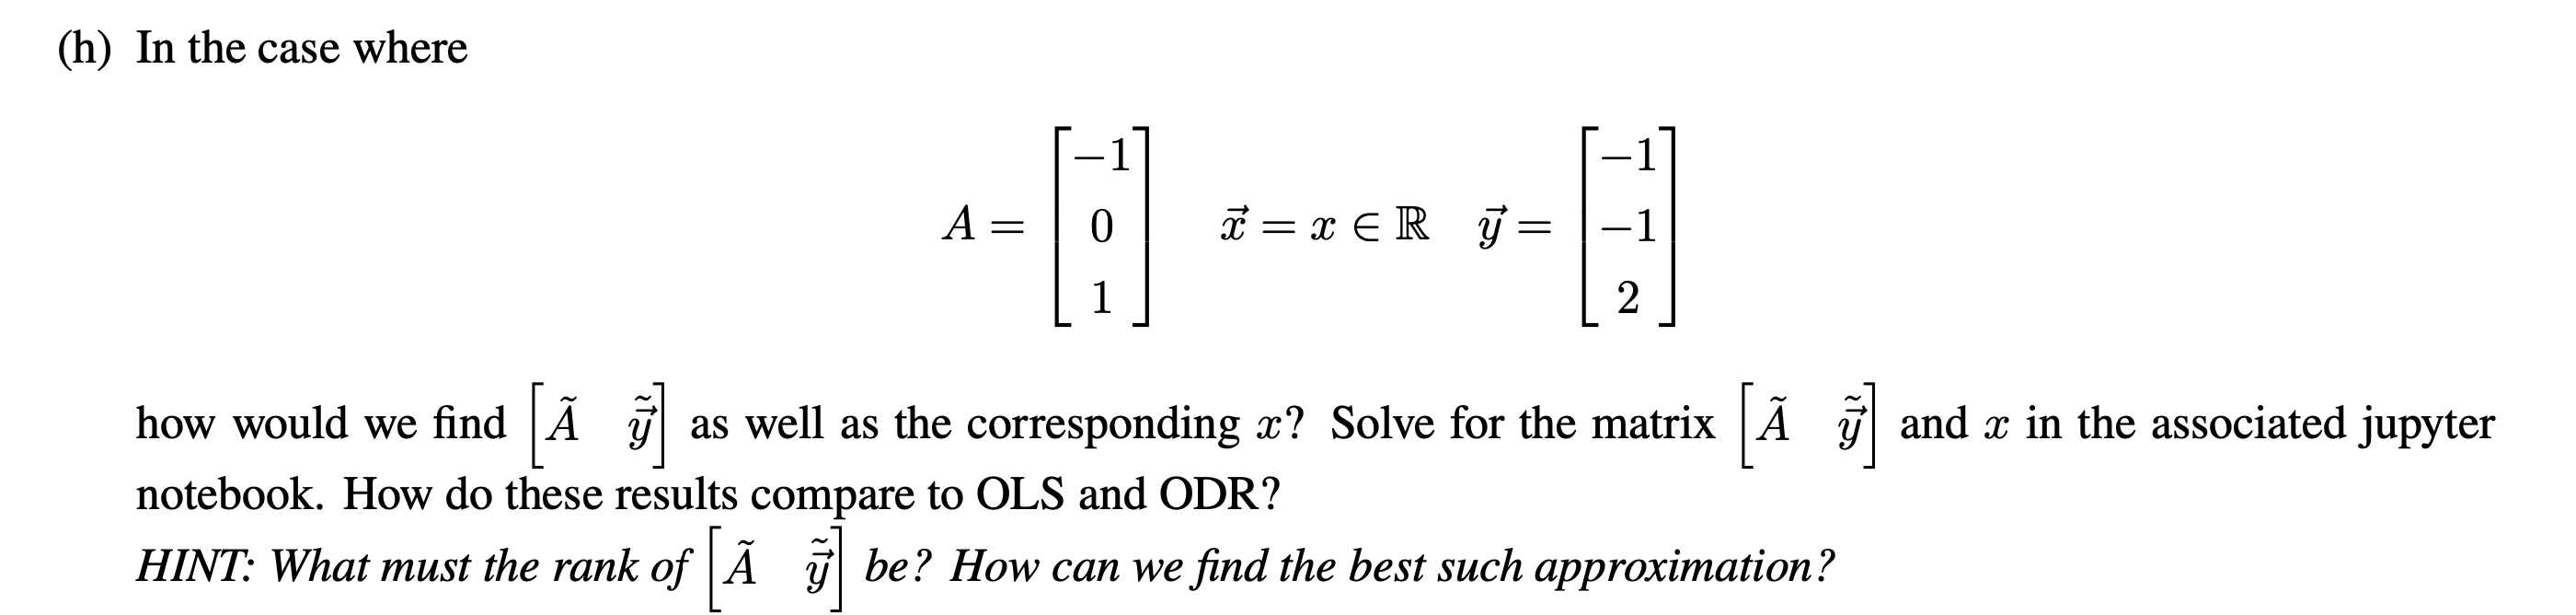 (h) In the case where
$A = \begin{bmatrix} -1 \\ 0 \\ 1 \end{bmatrix} \quad \vec{x} = x \in \mathbb{R} \quad \vec{y} = \begin{bmatrix} -1 \\ -1 \\ 2 \end{bmatrix}$
how would we find $\begin{bmatrix} \tilde{A} & \tilde{\vec{y}} \end{bmatrix}$ as well as the corresponding $x$? Solve for the matrix $\begin{bmatrix} \tilde{A} & \tilde{\vec{y}} \end{bmatrix}$ and $x$ in the associated jupyter
notebook. How do these results compare to OLS and ODR?
HINT: What must the rank of $\begin{bmatrix} \tilde{A} & \tilde{\vec{y}} \end{bmatrix}$ be? How can we find the best such approximation?